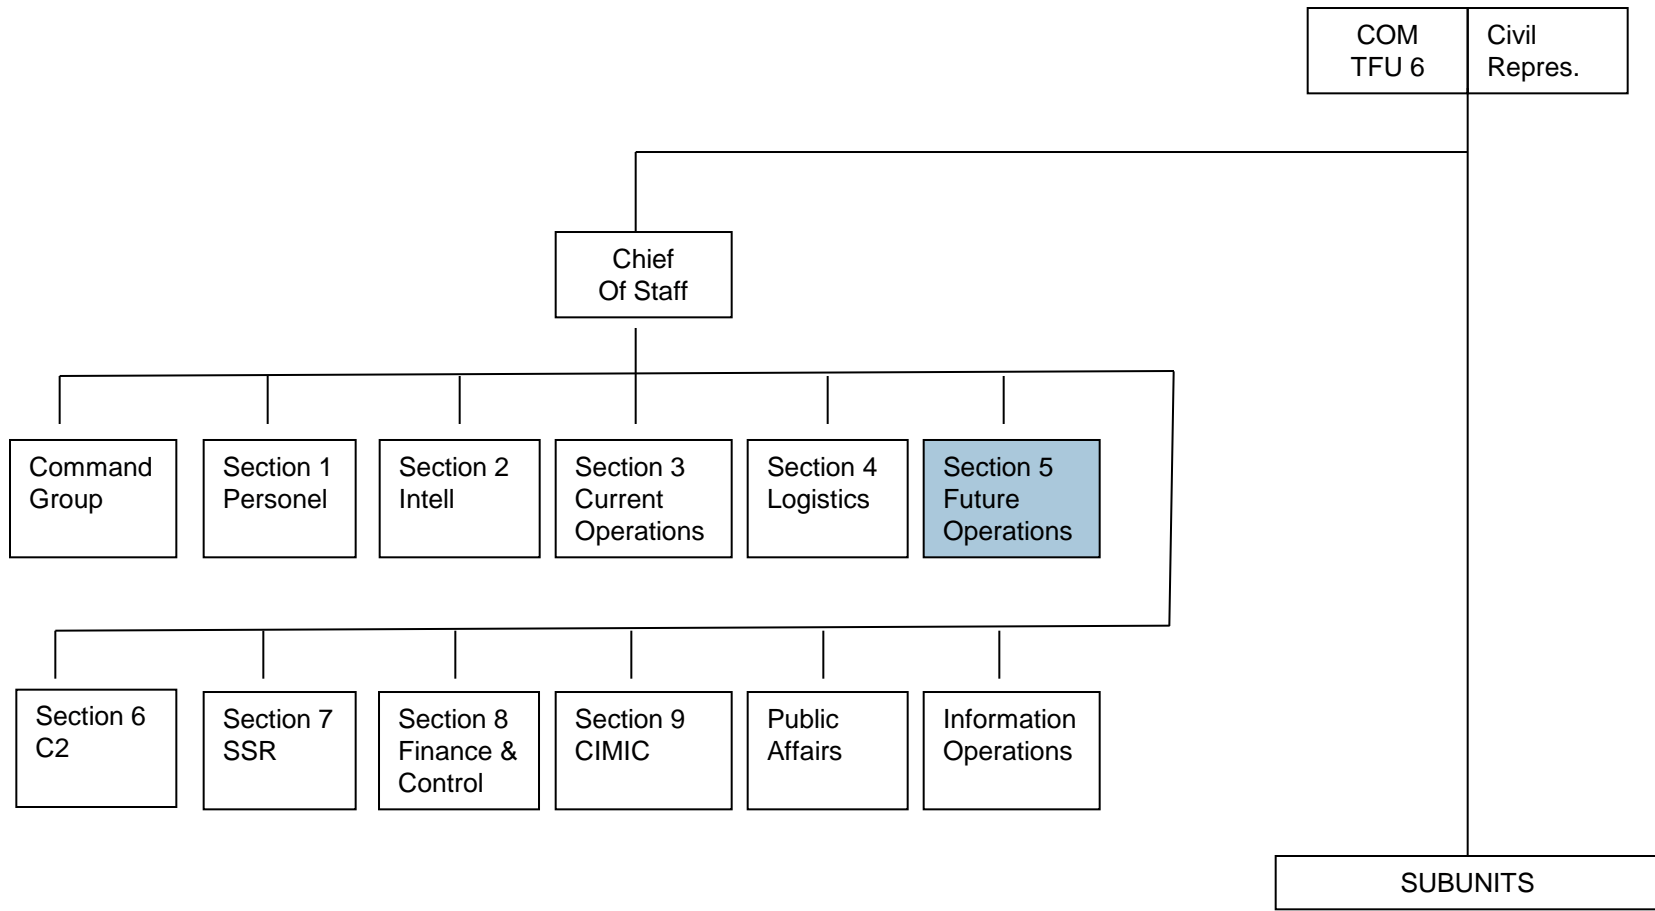 COM
TFU 6
Civil
Repres.
Chief
Of Staff
Command
Group
Section 1
Personel
Section 2
Intell
Section 3
Current
Operations
Section 4
Logistics
Section 5
Future
Operations
Section 6
C2
Section 7
SSR
Section 8
Finance &
Control
Section 9
CIMIC
Public
Affairs
Information
Operations
SUBUNITS